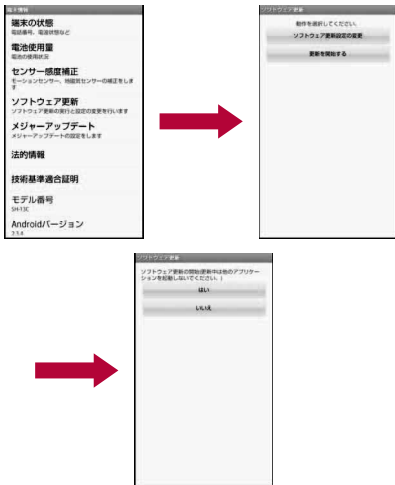 端末情報
端末の状態
電話番号、電波状態など
電池使用量
電池の使用状況
センサー感度補正
モーションセンサー、地磁気センサーの補正をしま
す
ソフトウェア更新
ソフトウェア更新の実行と設定の変更を行います
メジャーアップデート
メジャーアップデートの設定をします
法的情報
技術基準適合証明
モデル番号
SH-13C
Androidバージョン
2.3.4
ソフトウェア更新
動作を選択してください。
ソフトウェア更新設定の変更
更新を開始する
ソフトウェア更新
ソフトウェア更新の開始(更新中は他のアプリケー
ションを起動しないでください。)
はい
いいえ